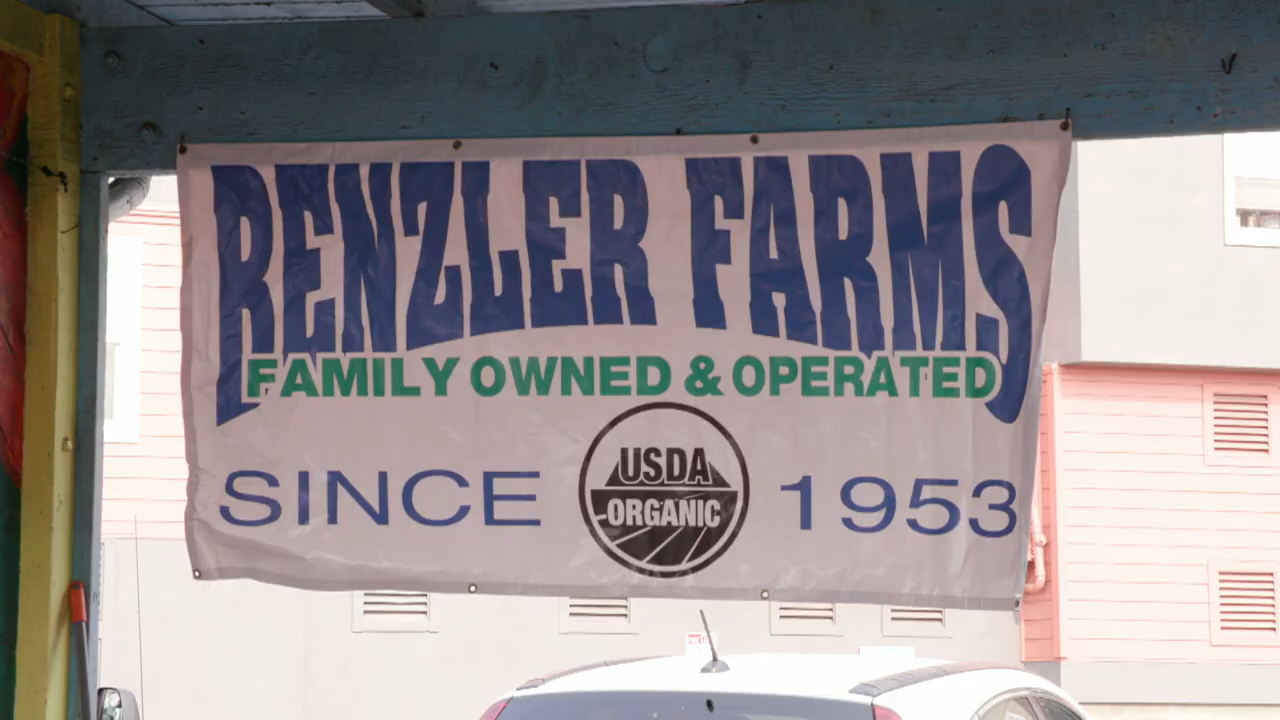 RENZLER FARMS
FAMILY OWNED & OPERATED
SINCE 1953
USDA
ORGANIC